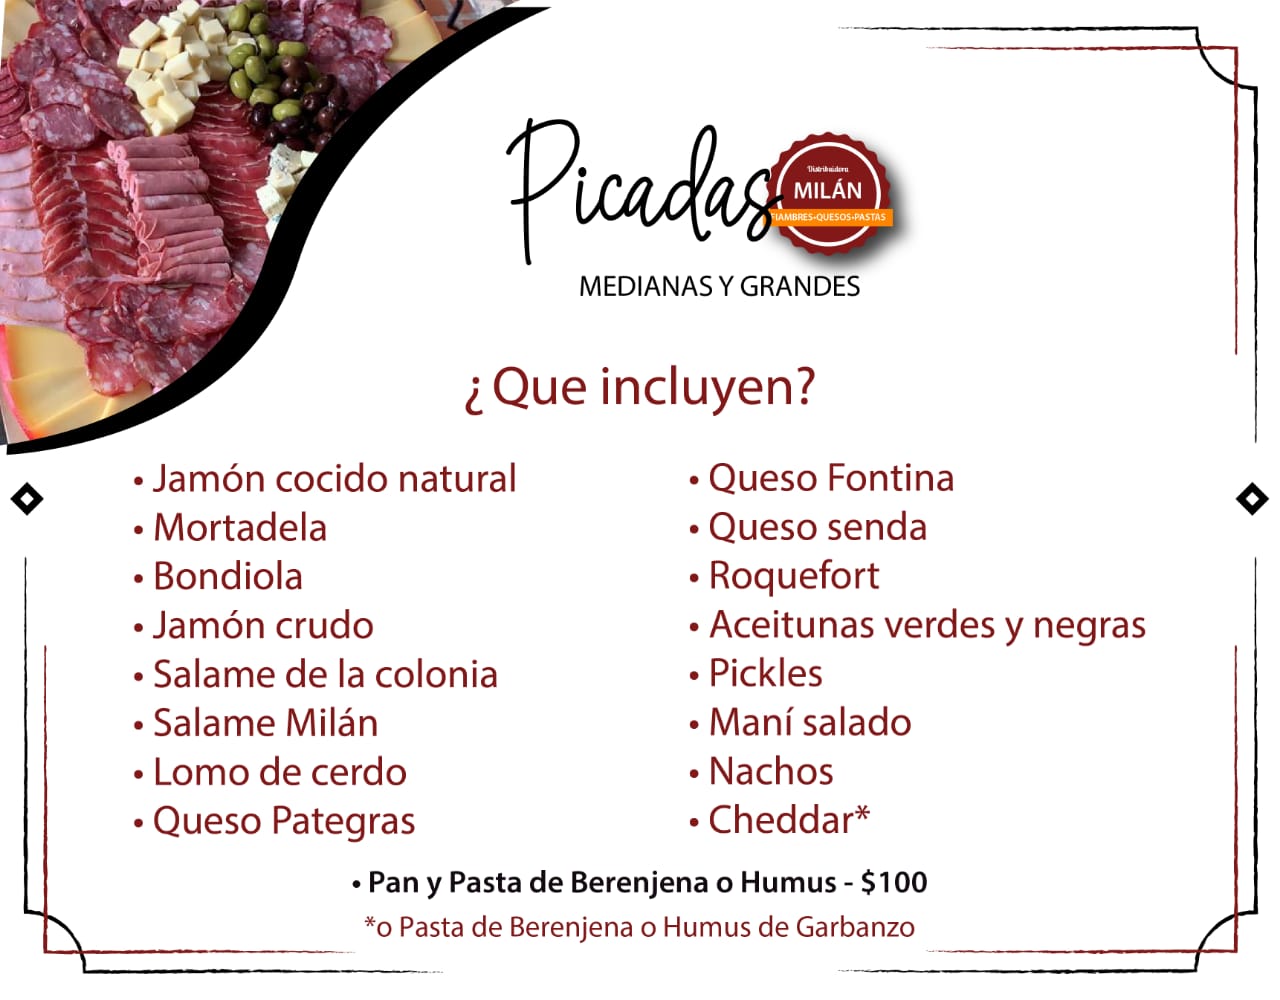 Picadas
Distribuidora
MILÁN
FIAMBRES•QUESOS•PASTAS
MEDIANAS Y GRANDES
¿ Que incluyen?
• Jamón cocido natural
• Mortadela
• Bondiola
• Jamón crudo
• Salame de la colonia
• Salame Milán
• Lomo de cerdo
• Queso Pategras
• Queso Fontina
• Queso senda
• Roquefort
• Aceitunas verdes y negras
• Pickles
• Maní salado
• Nachos
• Cheddar*
• Pan y Pasta de Berenjena o Humus - $100
*o Pasta de Berenjena o Humus de Garbanzo